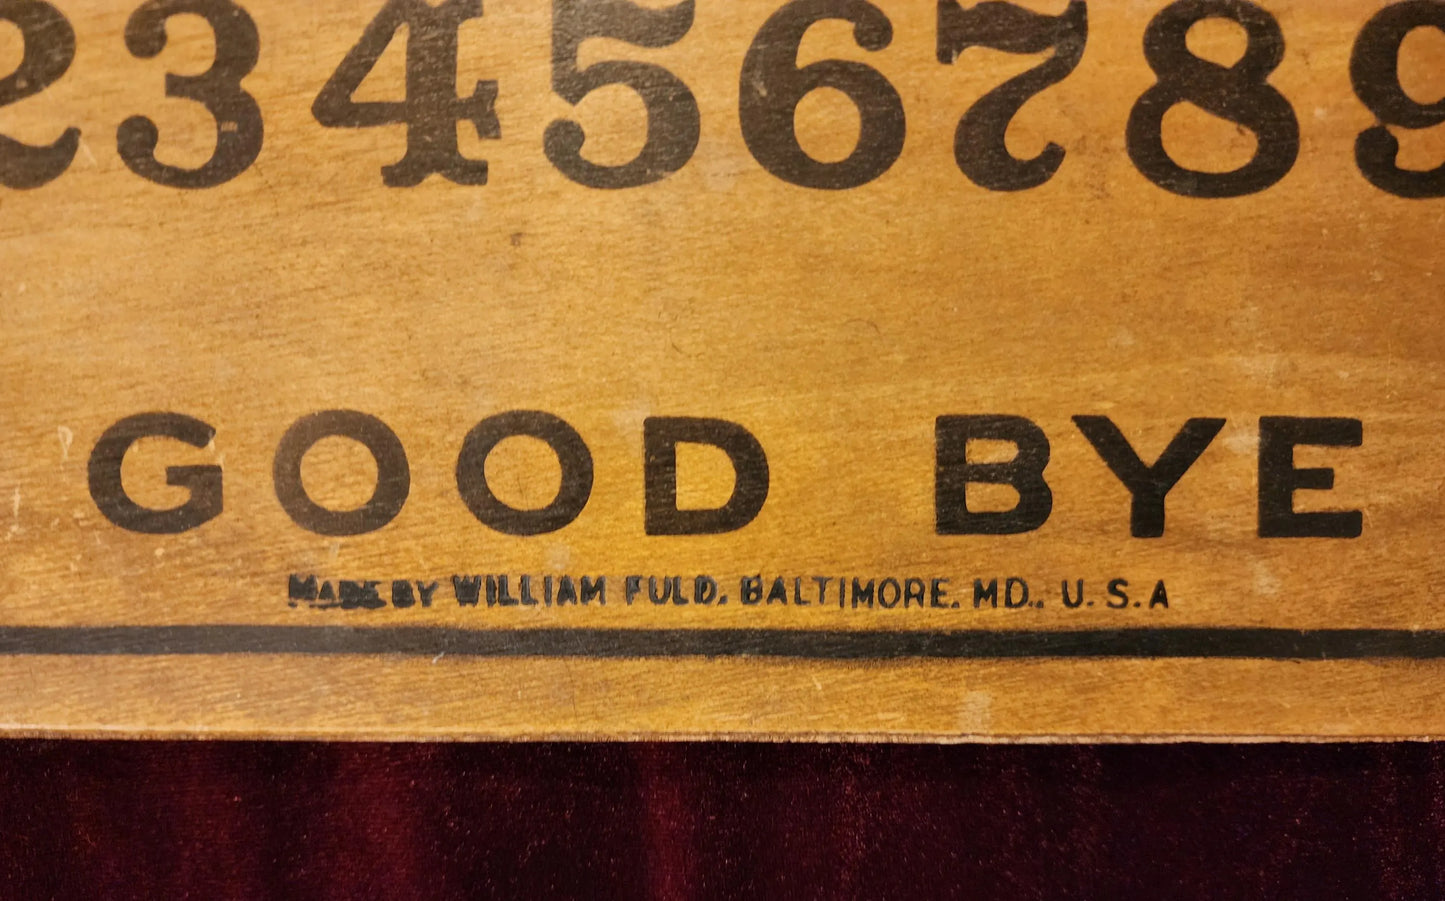 23456789
GOOD BYE
MADE BY WILLIAM FULD. BALTIMORE. MD.. U.S.A